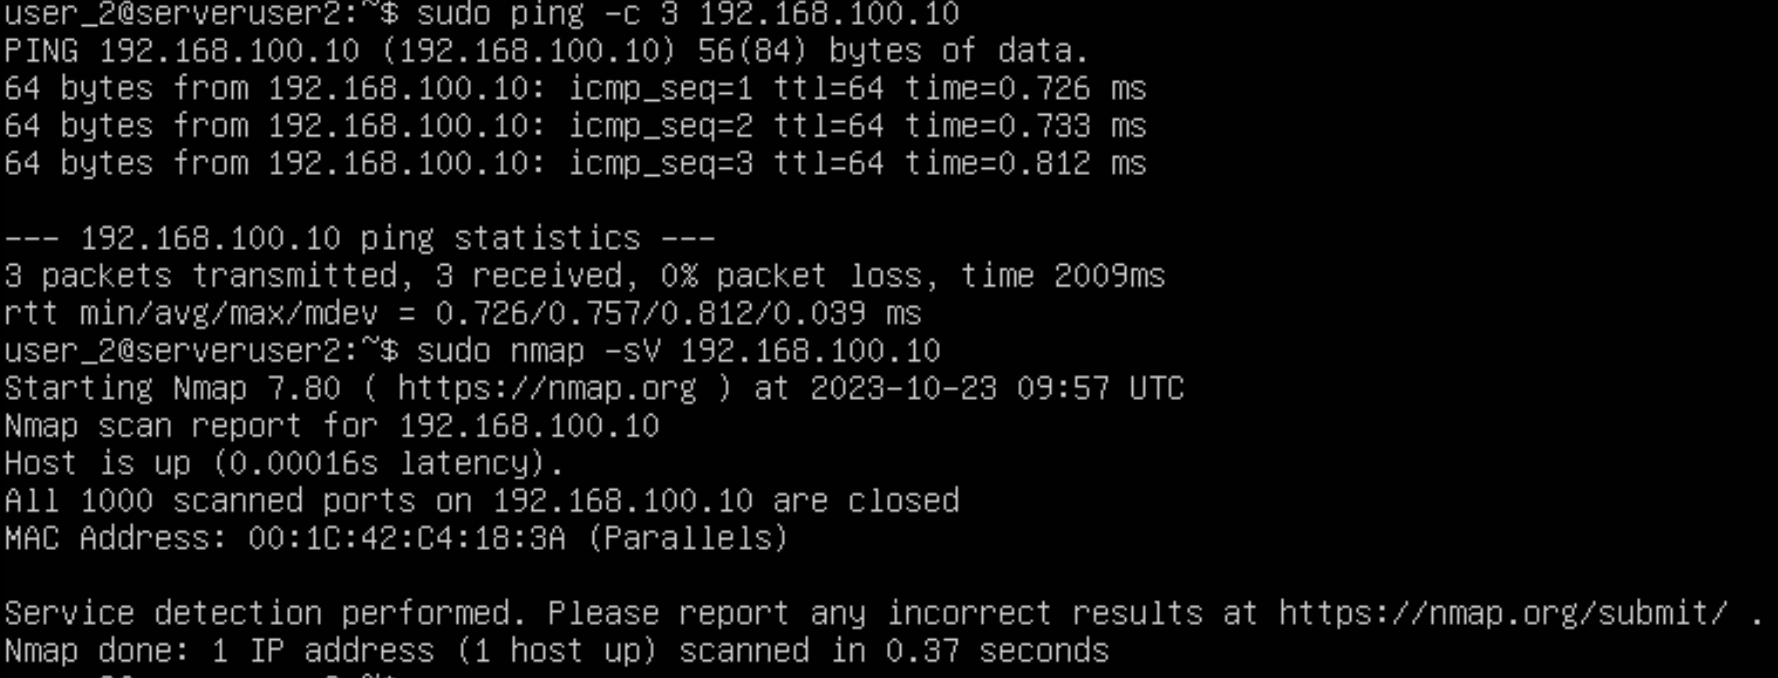 user_2@serveruser2:~$ sudo ping -c 3 192.168.100.10
PING 192.168.100.10 (192.168.100.10) 56(84) bytes of data.
64 bytes from 192.168.100.10: icmp_seq=1 ttl=64 time=0.726 ms
64 bytes from 192.168.100.10: icmp_seq=2 ttl=64 time=0.733 ms
64 bytes from 192.168.100.10: icmp_seq=3 ttl=64 time=0.812 ms

--- 192.168.100.10 ping statistics ---
3 packets transmitted, 3 received, 0% packet loss, time 2009ms
rtt min/avg/max/mdev = 0.726/0.757/0.812/0.039 ms
user_2@serveruser2:~$ sudo nmap -sV 192.168.100.10
Starting Nmap 7.80 ( https://nmap.org ) at 2023-10-23 09:57 UTC
Nmap scan report for 192.168.100.10
Host is up (0.00016s latency).
All 1000 scanned ports on 192.168.100.10 are closed
MAC Address: 00:1C:42:C4:18:3A (Parallels)

Service detection performed. Please report any incorrect results at https://nmap.org/submit/ .
Nmap done: 1 IP address (1 host up) scanned in 0.37 seconds